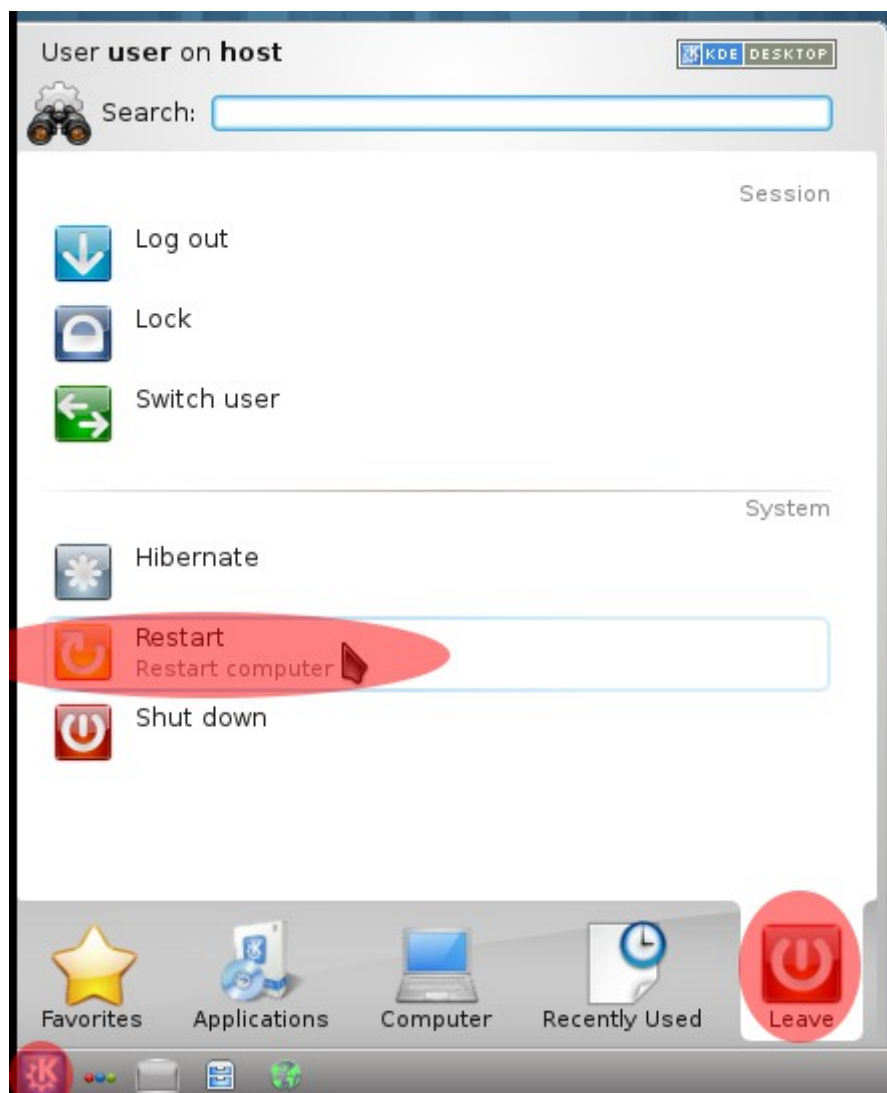 User user on host
KDE DESKTOP
Search:
Session
Log out
Lock
Switch user
System
Hibernate
Restart
Restart computer
Shut down
Favorites
Applications
Computer
Recently Used
Leave